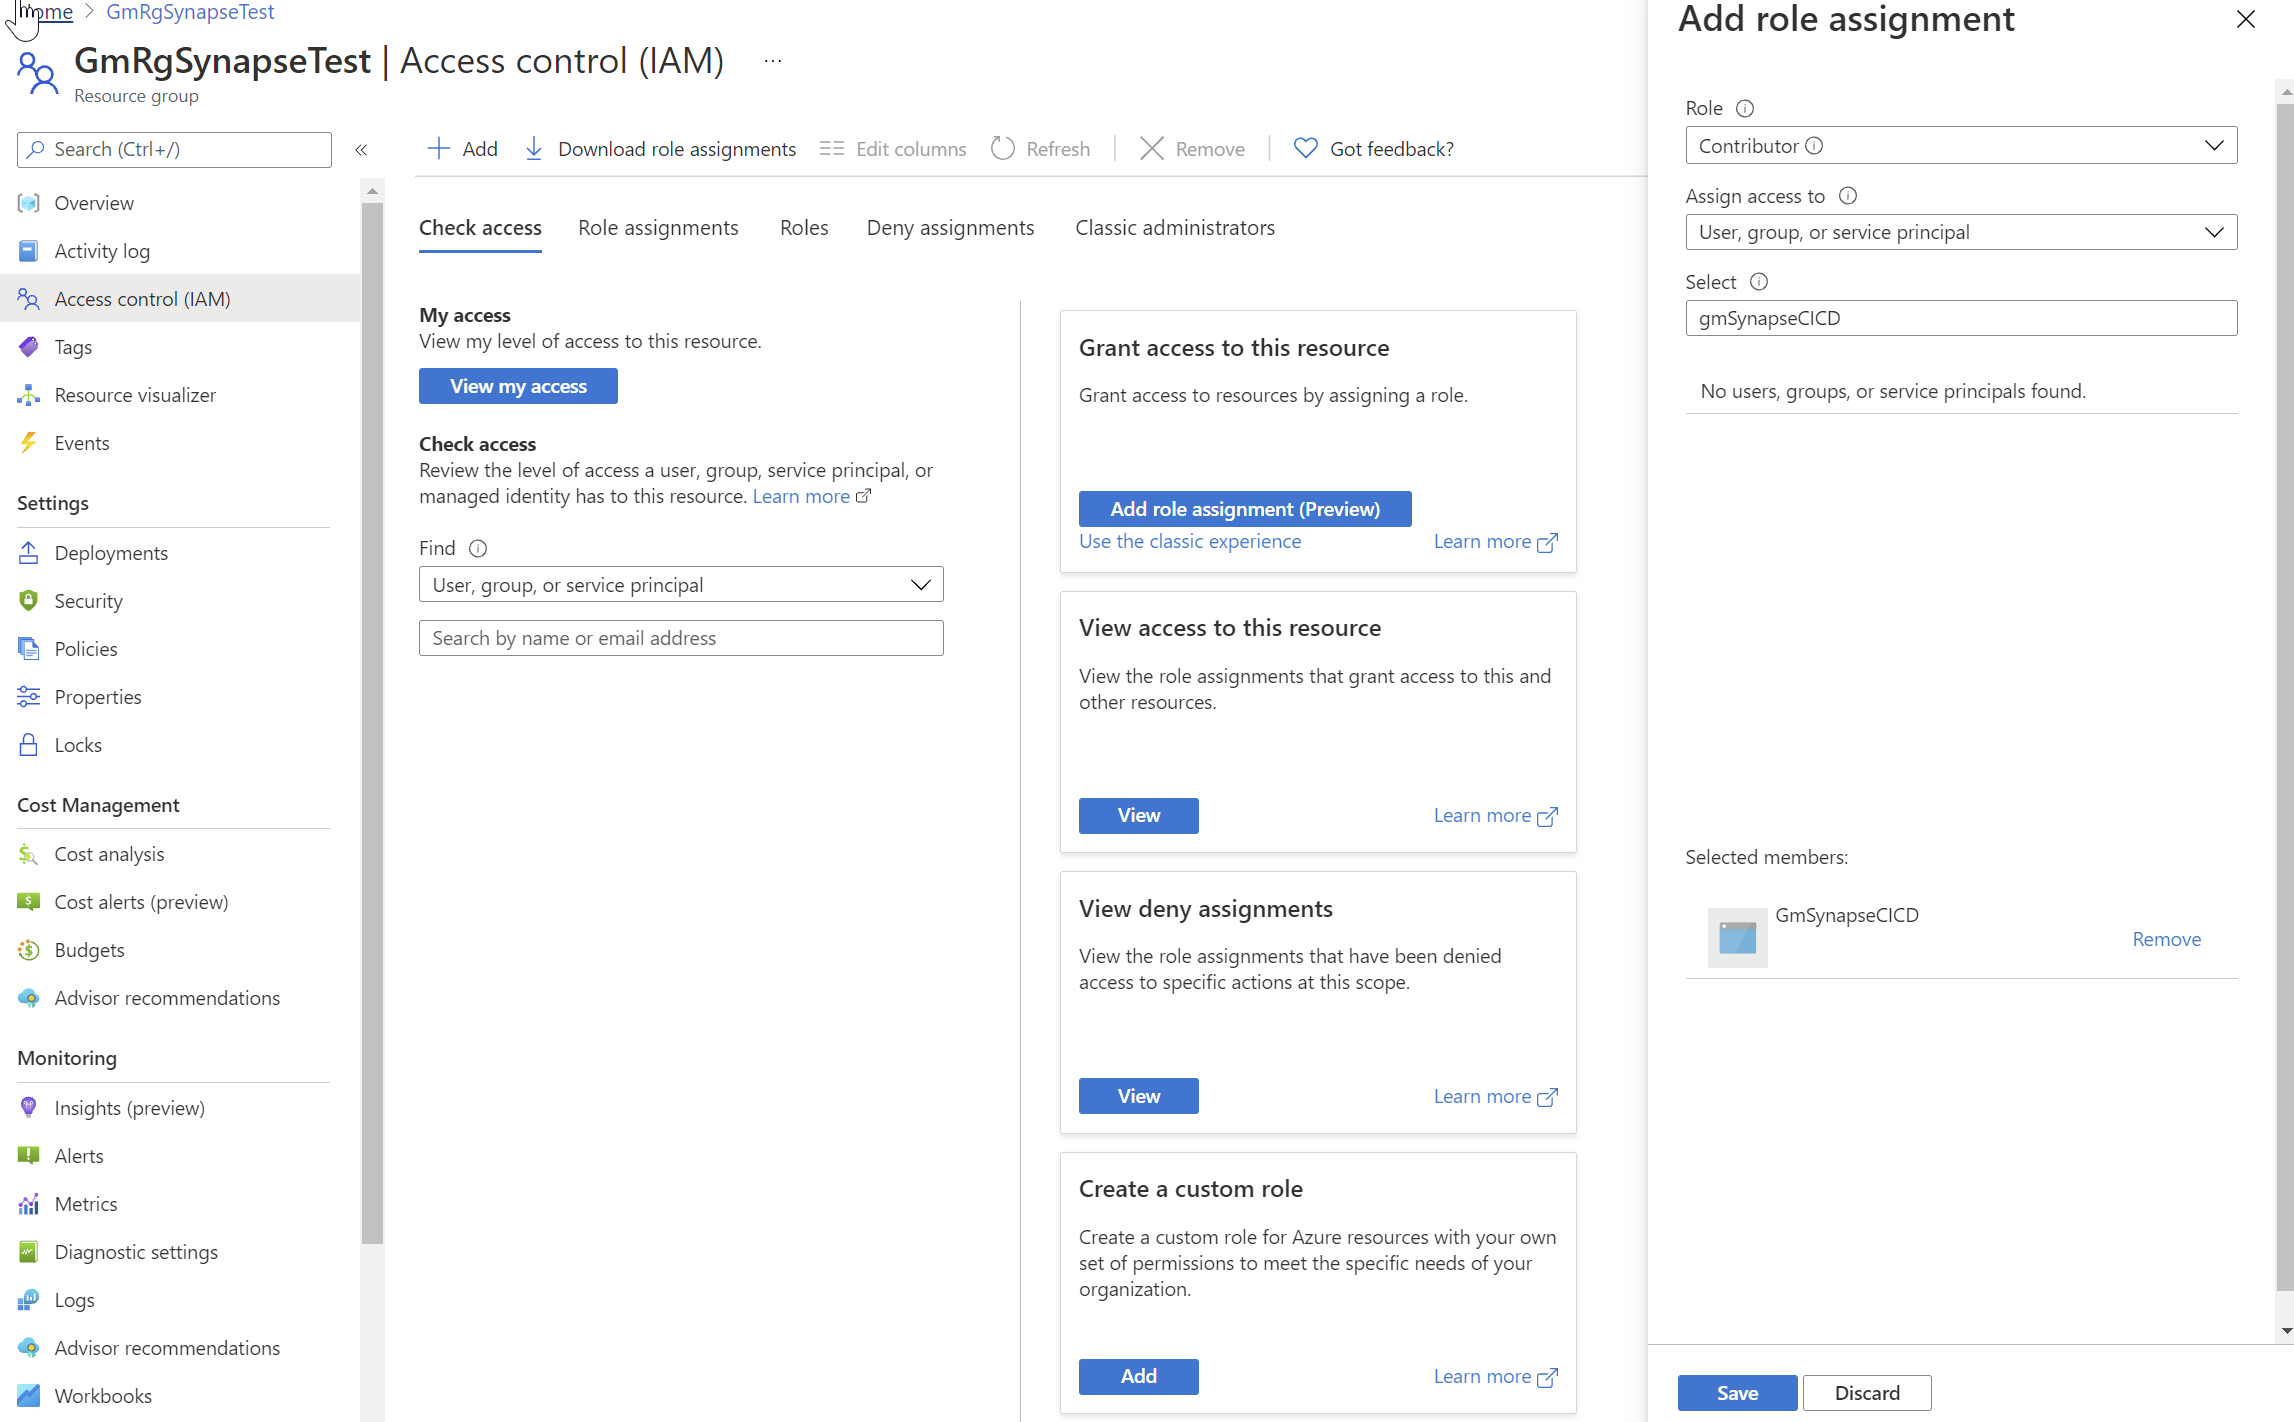 Home > GmRgSynapseTest
GmRgSynapseTest | Access control (IAM) ...
Resource group
Search (Ctrl+/)
«
Overview
Activity log
Access control (IAM)
Tags
Resource visualizer
Events
Settings
Deployments
Security
Policies
Properties
Locks
Cost Management
Cost analysis
Cost alerts (preview)
Budgets
Advisor recommendations
Monitoring
Insights (preview)
Alerts
Metrics
Diagnostic settings
Logs
Advisor recommendations
Workbooks
Add
Download role assignments
Edit columns
Refresh
Remove
Got feedback?
Check access
Role assignments
Roles
Deny assignments
Classic administrators
My access
View my level of access to this resource.
View my access
Check access
Review the level of access a user, group, service principal, or
managed identity has to this resource. Learn more
Find
User, group, or service principal
Search by name or email address
Grant access to this resource
Grant access to resources by assigning a role.
Add role assignment (Preview)
Use the classic experience
Learn more
View access to this resource
View the role assignments that grant access to this and
other resources.
View
Learn more
View deny assignments
View the role assignments that have been denied
access to specific actions at this scope.
View
Learn more
Create a custom role
Create a custom role for Azure resources with your own
set of permissions to meet the specific needs of your
organization.
Add
Learn more
Add role assignment
Role
Contributor
Assign access to
User, group, or service principal
Select
gmSynapseCICD
No users, groups, or service principals found.
Selected members:
GmSynapseCICD
Remove
Save
Discard